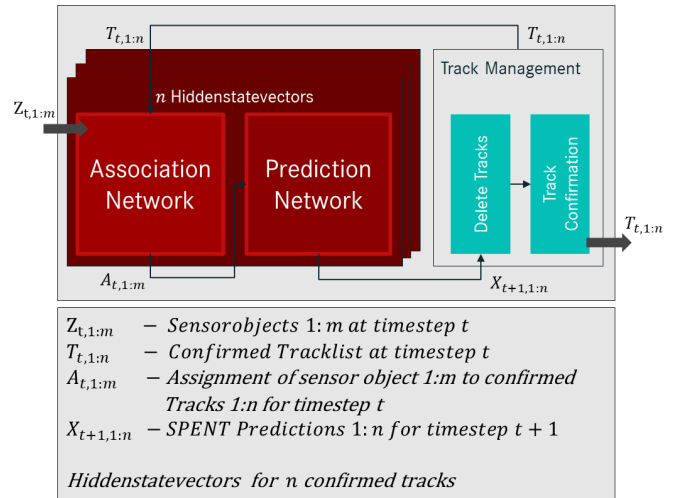 T_{t,1:n}
T_{t,1:n}
Track Management
n Hiddenstatevectors
Z_{t,1:m}
Association
Network
Prediction
Network
Delete Tracks
Track
Confirmation
T_{t,1:n}
A_{t,1:m}
X_{t+1,1:n}
Z_{t,1:m} – Sensorobjects 1:m at timestep t
T_{t,1:n} – Confirmed Tracklist at timestep t
A_{t,1:m} – Assignment of sensor object 1:m to confirmed
Tracks 1:n for timestep t
X_{t+1,1:n} – SPENT Predictions 1:n for timestep t + 1
Hiddenstatevectors for n confirmed tracks